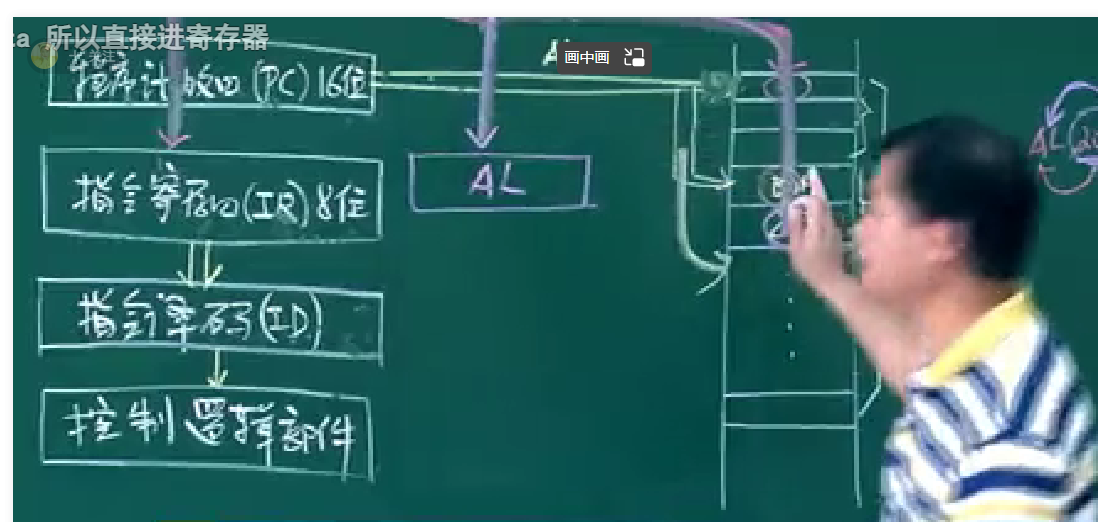 所以直接进寄存器
画中画
程序计数器(PC)16位
指令寄存器(IR)8位
AL
指令译码(ID)
控制逻辑部件
AL